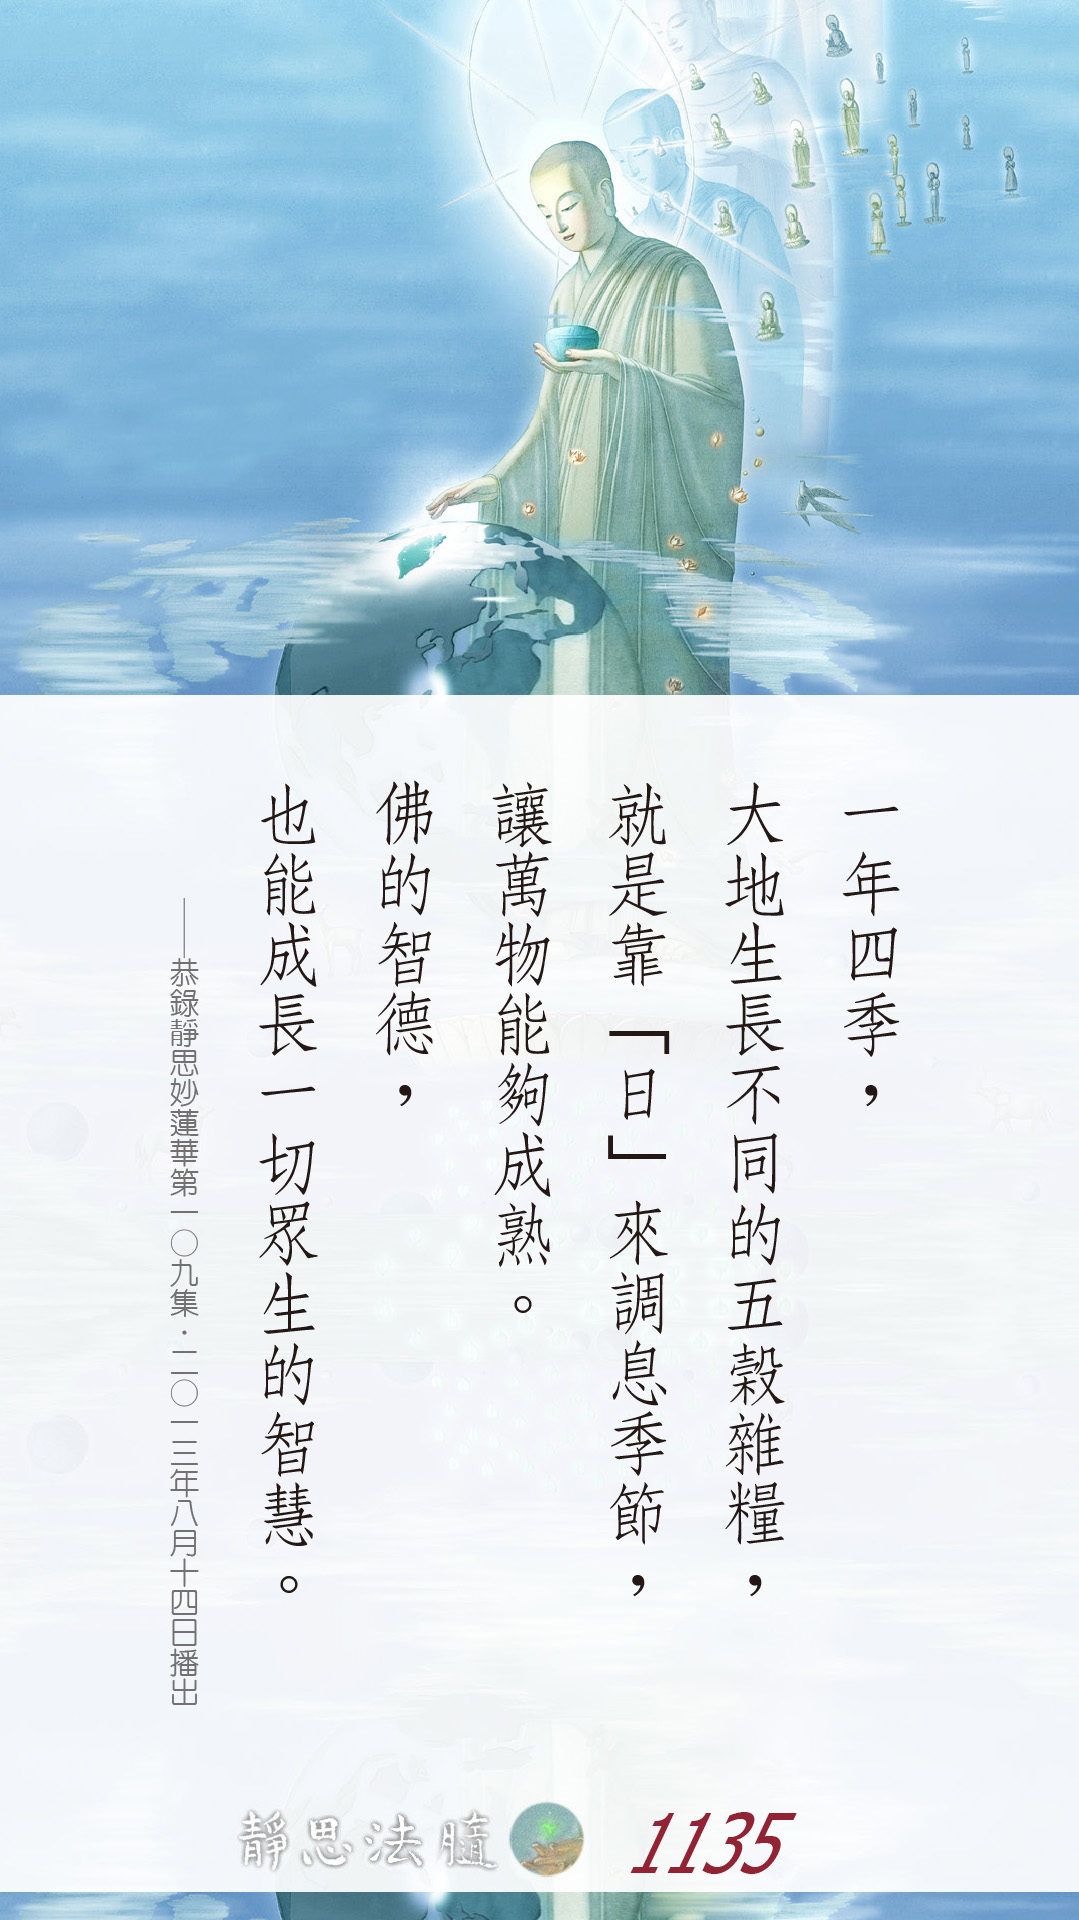 一年四季，
大地生長不同的五穀雜糧，
就是靠「日」來調息季節，
讓萬物能夠成熟。
佛的智德，
也能成長一切眾生的智慧。
——恭錄靜思妙蓮華第一〇九集·二〇一三年八月十四日播出
靜思法髓
1135